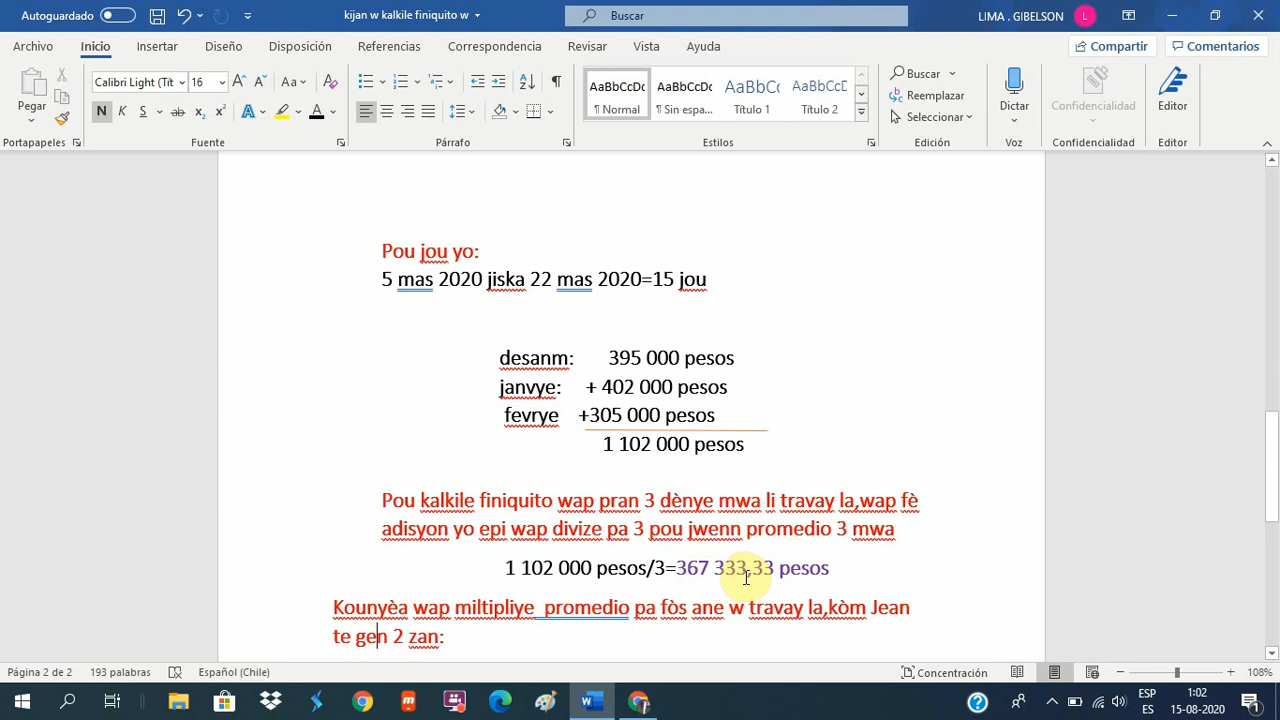 Autoguardado
kijan w kalkile finiquito w
Buscar
LIMA . GIBELSON
L
Archivo
Inicio
Insertar
Diseño
Disposición
Referencias
Correspondencia
Revisar
Vista
Ayuda
Compartir
Comentarios
Pegar
Calibri Light (Tít
16
AaBbCcDc
AaBbCcDc
AaBbCc
AaBbCcD
¶ Normal
¶ Sin espa...
Título 1
Título 2
Buscar
Reemplazar
Seleccionar
Dictar
Confidencialidad
Editor
Portapapeles
Fuente
Párrafo
Estilos
Edición
Voz
Confidencialidad
Editor
Pou jou yo:
5 mas 2020 jiska 22 mas 2020=15 jou
desanm: 395 000 pesos
janvye: + 402 000 pesos
fevrye +305 000 pesos
1 102 000 pesos
Pou kalkile finiquito wap pran 3 dènye mwa li travay la,wap fè
adisyon yo epi wap divize pa 3 pou jwenn promedio 3 mwa
1 102 000 pesos/3=367 333,33 pesos
Kounyèa wap miltipliye promedio pa fòs ane w travay la,kòm Jean
te gen 2 zan:
Página 2 de 2
193 palabras
Español (Chile)
Concentración
108%
ESP
ES
1:02
15-08-2020